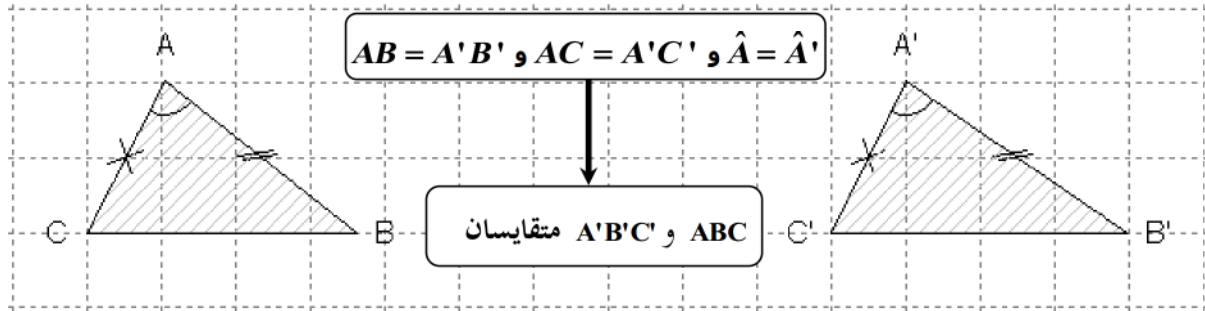 A
AB = A'B' و AC = A'C' و Â = Â'
A'
C
B
ABC و A'B'C' متقايسان
C'
B'